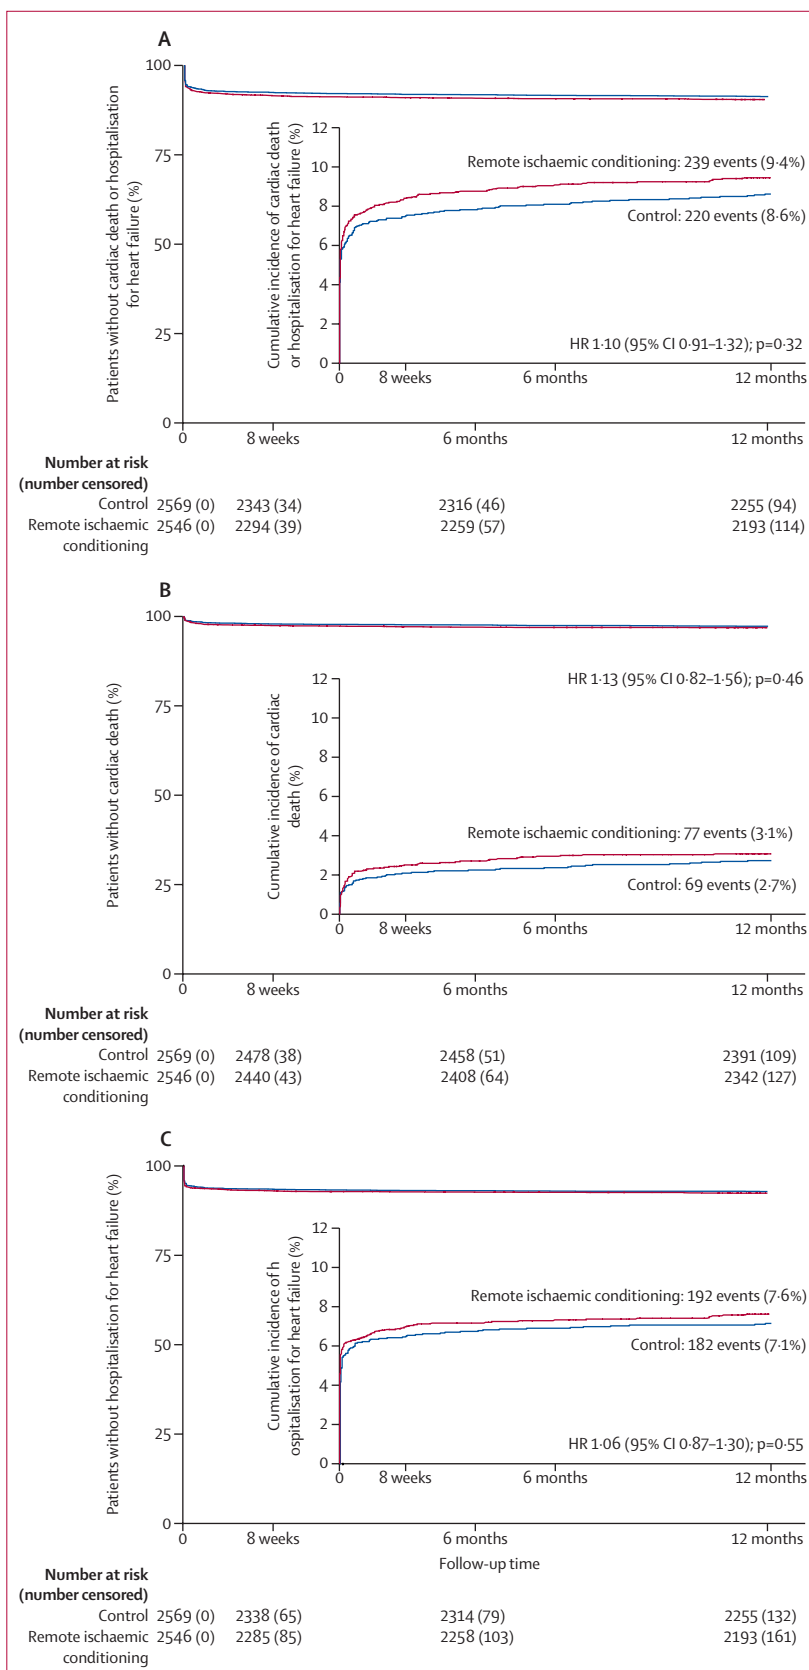 A
Patients without cardiac death or hospitalisation
for heart failure (%)
100
75
50
25
0
Cumulative incidence of cardiac death
or hospitalisation for heart failure (%)
12
10
8
6
4
2
0
Remote ischaemic conditioning: 239 events (9·4%)
Control: 220 events (8·6%)
HR 1·10 (95% CI 0·91–1·32); p=0·32
0 8 weeks 6 months 12 months
0 8 weeks 6 months 12 months
Number at risk
(number censored)
Control 2569 (0) 2343 (34) 2316 (46) 2255 (94)
Remote ischaemic 2546 (0) 2294 (39) 2259 (57) 2193 (114)
conditioning
B
Patients without cardiac death (%)
100
75
50
25
0
Cumulative incidence of cardiac
death (%)
12
10
8
6
4
2
0
HR 1·13 (95% CI 0·82–1·56); p=0·46
Remote ischaemic conditioning: 77 events (3·1%)
Control: 69 events (2·7%)
0 8 weeks 6 months 12 months
0 8 weeks 6 months 12 months
Number at risk
(number censored)
Control 2569 (0) 2478 (38) 2458 (51) 2391 (109)
Remote ischaemic 2546 (0) 2440 (43) 2408 (64) 2342 (127)
conditioning
C
Patients without hospitalisation for heart failure (%)
100
75
50
25
0
Cumulative incidence of h
ospitalisation for heart failure (%)
12
10
8
6
4
2
0
Remote ischaemic conditioning: 192 events (7·6%)
Control: 182 events (7·1%)
HR 1·06 (95% CI 0·87–1·30); p=0·55
0 8 weeks 6 months 12 months
0 8 weeks 6 months 12 months
Follow-up time
Number at risk
(number censored)
Control 2569 (0) 2338 (65) 2314 (79) 2255 (132)
Remote ischaemic 2546 (0) 2285 (85) 2258 (103) 2193 (161)
conditioning